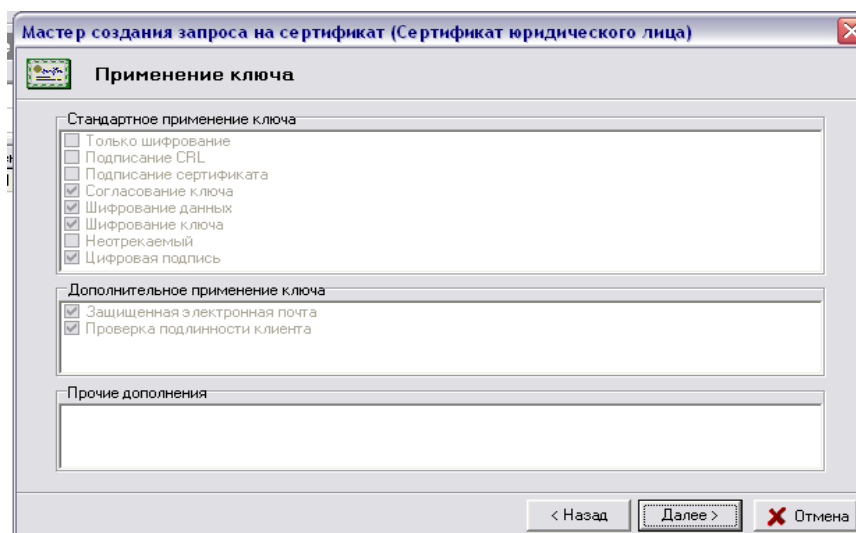 Мастер создания запроса на сертификат (Сертификат юридического лица)
Применение ключа
Стандартное применение ключа
Только шифрование
Подписание CRL
Подписание сертификата
Согласование ключа
Шифрование данных
Шифрование ключа
Неотрекаемый
Цифровая подпись
Дополнительное применение ключа
Защищенная электронная почта
Проверка подлинности клиента
Прочие дополнения
< Назад
Далее >
Отмена